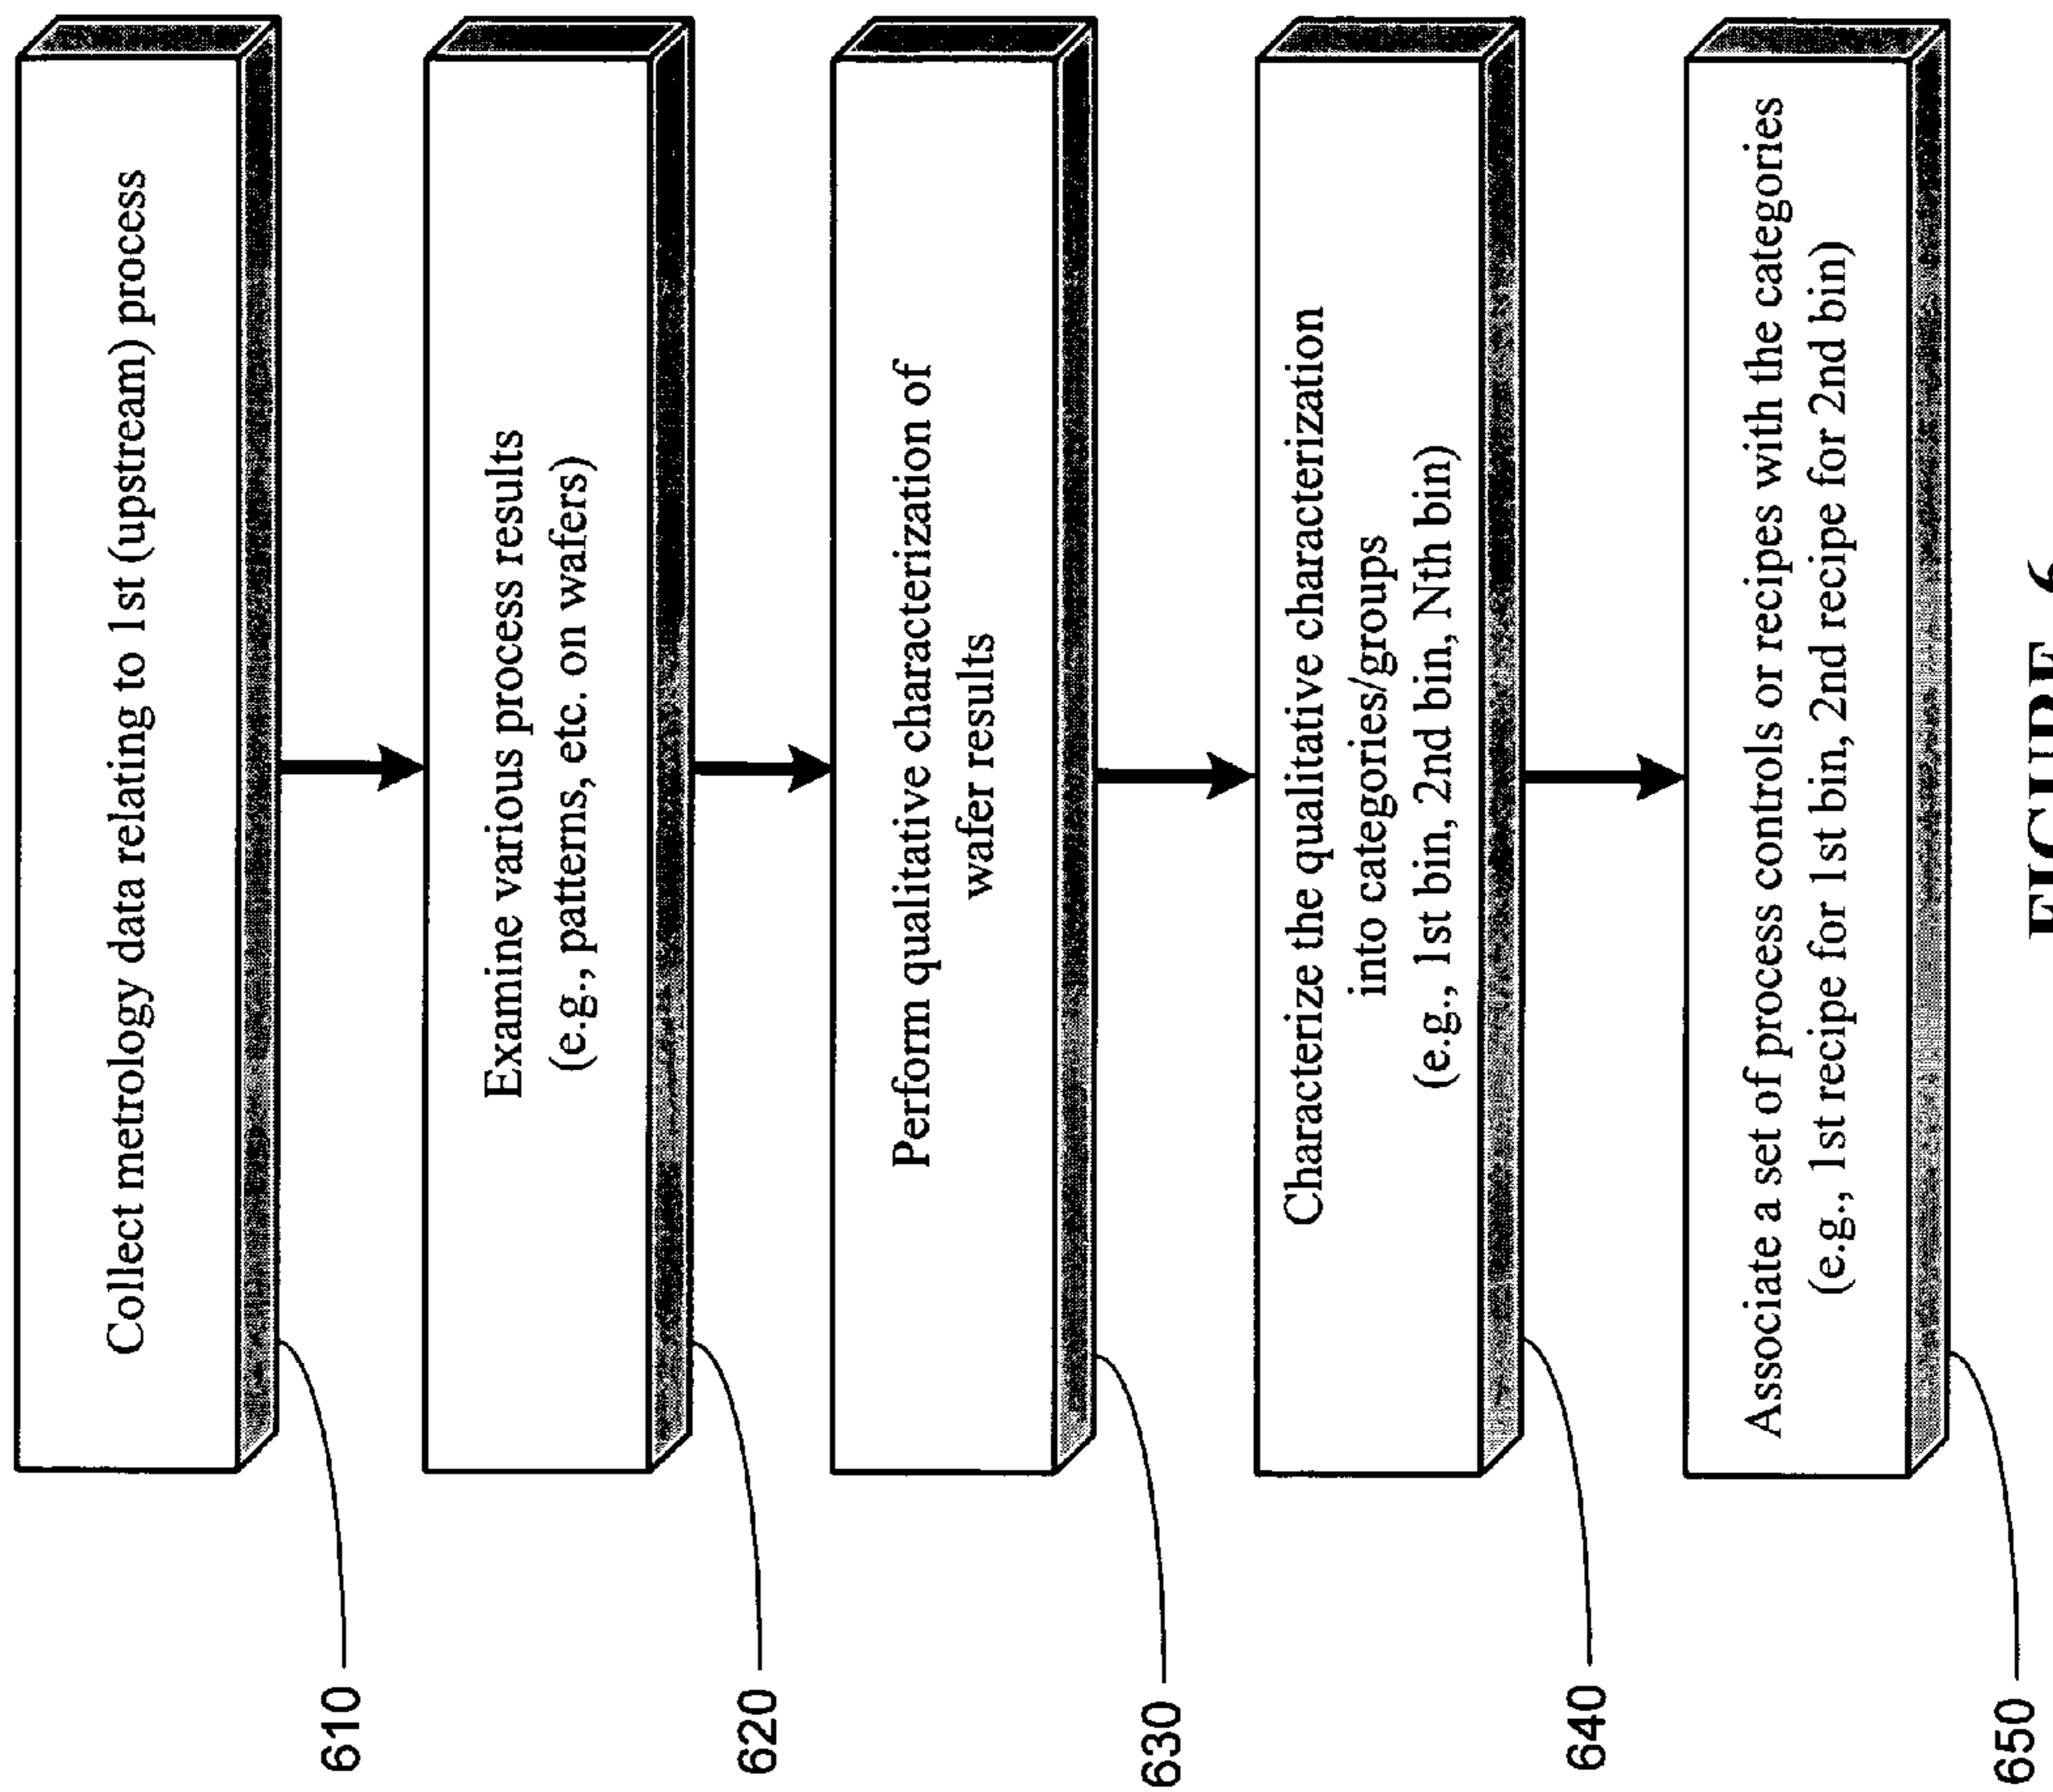 Collect metrology data relating to 1st (upstream) process
610
Examine various process results
(e.g., patterns, etc. on wafers)
620
Perform qualitative characterization of
wafer results
630
Characterize the qualitative characterization
into categories/groups
(e.g., 1st bin, 2nd bin, Nth bin)
640
Associate a set of process controls or recipes with the categories
(e.g., 1st recipe for 1st bin, 2nd recipe for 2nd bin)
650
FIGURE 6